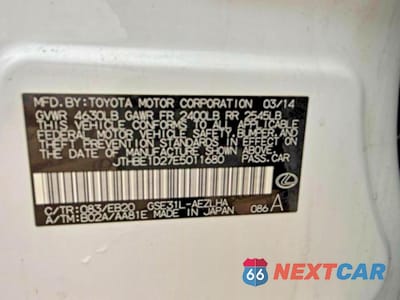 MFD. BY: TOYOTA MOTOR CORPORATION 03/14
GVWR 4630LB GAWR FR 2400LB RR 2545LB
THIS VEHICLE CONFORMS TO ALL APPLICABLE
FEDERAL MOTOR VEHICLE SAFETY, BUMPER, AND
THEFT PREVENTION STANDARDS IN EFFECT ON
THE DATE OF MANUFACTURE SHOWN ABOVE.
PASS. CAR
C/TR: 083/EB20 GSE31L-AEZLHA
A/TM: B02A/AA81E MADE IN JAPAN 086 A
66 NEXTCAR